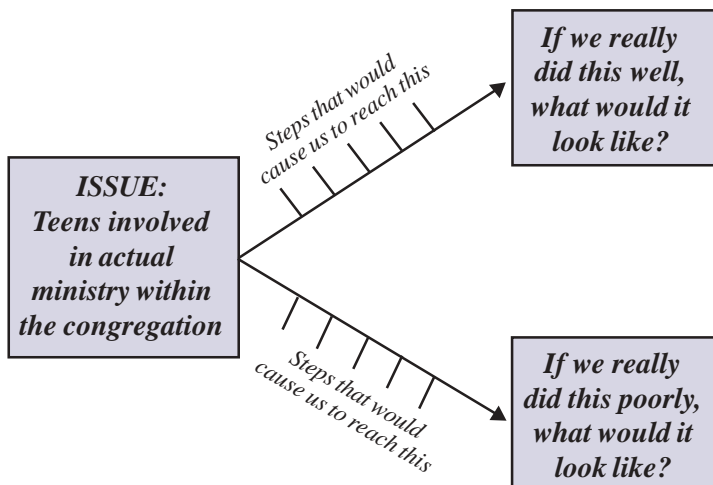 ISSUE:
Teens involved
in actual
ministry within
the congregation
Steps that would
cause us to reach this
If we really
did this well,
what would it
look like?
Steps that would
cause us to reach this
If we really
did this poorly,
what would it
look like?